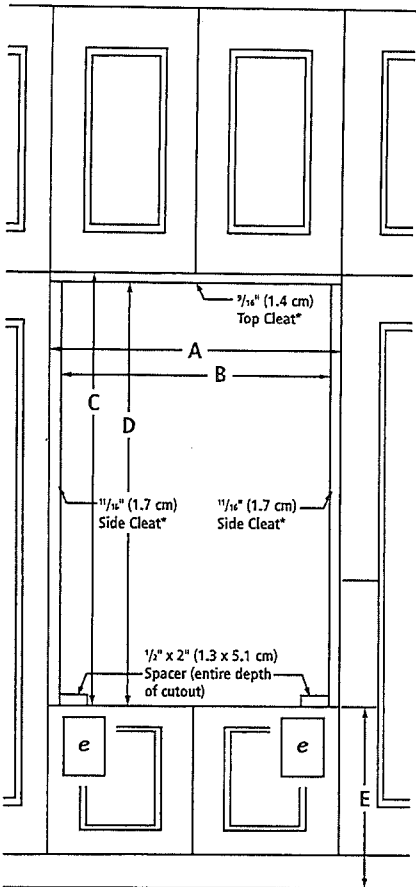 9/16" (1.4 cm)
Top Cleat*
A
B
C
D
11/16" (1.7 cm)
Side Cleat*
11/16" (1.7 cm)
Side Cleat*
1/2" x 2" (1.3 x 5.1 cm)
Spacer (entire depth
of cutout)
e
e
E